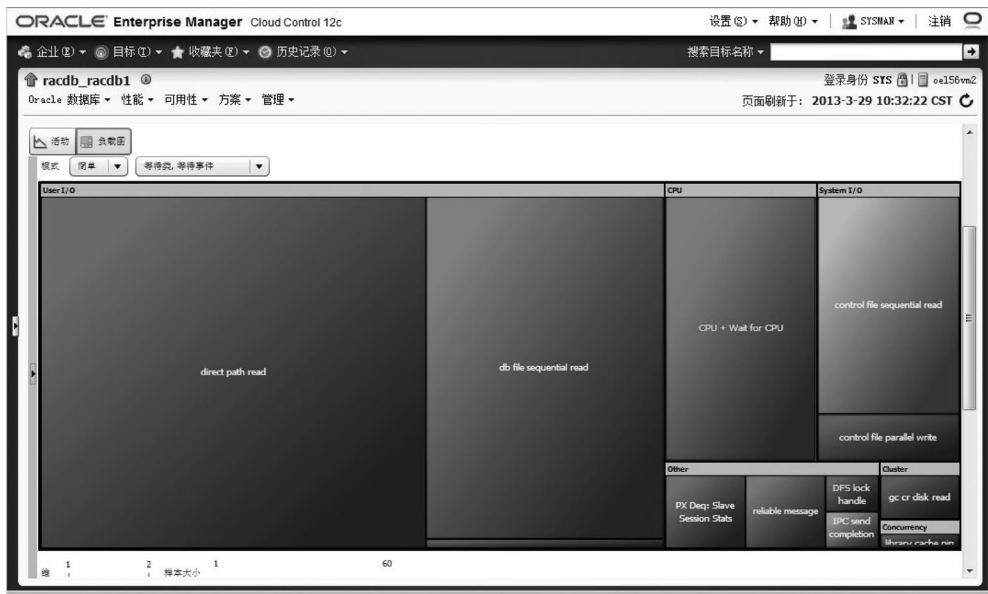 ORACLE Enterprise Manager Cloud Control 12c
设置(S) 帮助(H) SYSMAN 注销
企业(E) 目标(T) 收藏夹(F) 历史记录(O)
搜索目标名称
racdb_racdb1
登录身份 SYS oel56vm2
Oracle 数据库 性能 可用性 方案 管理
页面刷新于: 2013-3-29 10:32:22 CST
活动 负载图
模式 简单 等待类, 等待事件
User I/O CPU System I/O
direct path read
db file sequential read
CPU + Wait for CPU
control file sequential read
control file parallel write
Other Cluster
PX Deq: Slave
Session Stats
reliable message
DFS lock
handle
IPC send
completion
gc cr disk read
Concurrency
library cache pin
维 1 2 样本大小 1 60